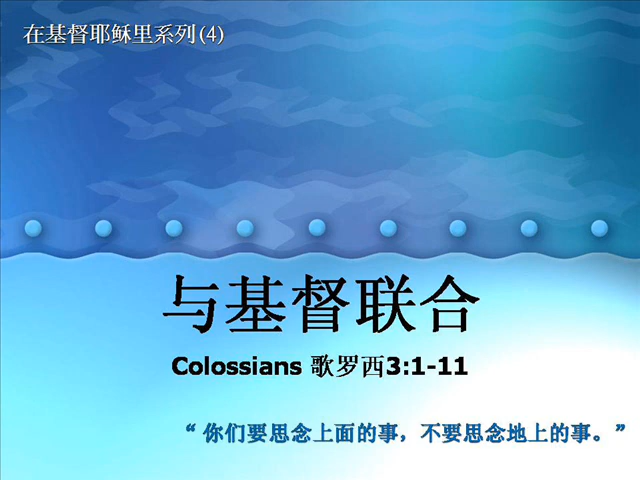 在基督耶稣里系列(4)
与基督联合
Colossians 歌罗西3:1-11
“ 你们要思念上面的事，不要思念地上的事。”